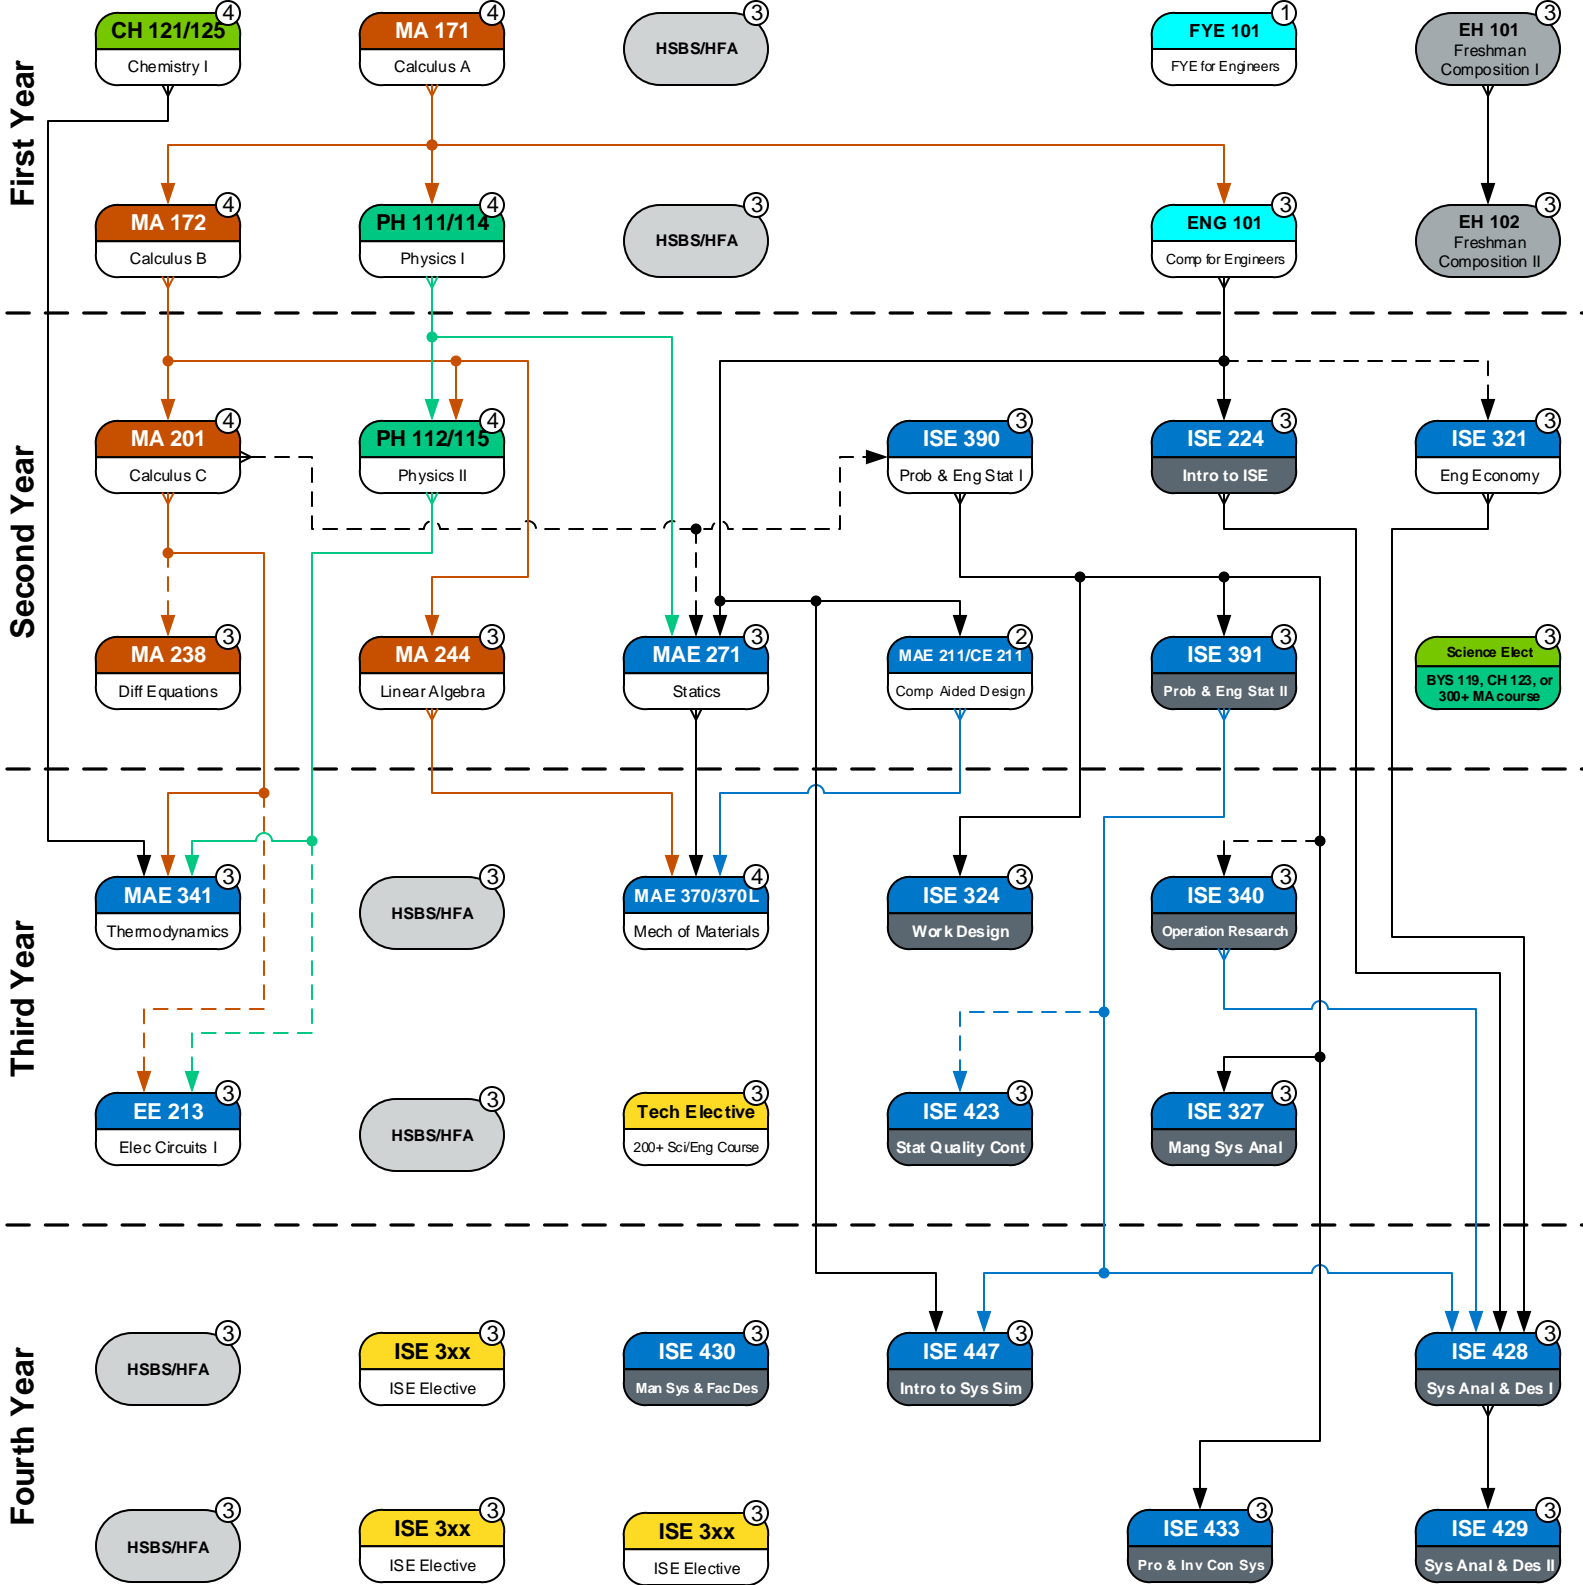 First Year
4
CH 121/125
Chemistry I
4
MA 171
Calculus A
3
HSBS/HFA
1
FYE 101
FYE for Engineers
3
EH 101
Freshman
Composition I
4
MA 172
Calculus B
4
PH 111/114
Physics I
3
HSBS/HFA
3
ENG 101
Comp for Engineers
3
EH 102
Freshman
Composition II
Second Year
4
MA 201
Calculus C
4
PH 112/115
Physics II
3
ISE 390
Prob & Eng Stat I
3
ISE 224
Intro to ISE
3
ISE 321
Eng Economy
3
MA 238
Diff Equations
3
MA 244
Linear Algebra
3
MAE 271
Statics
2
MAE 211/CE 211
Comp Aided Design
3
ISE 391
Prob & Eng Stat II
3
Science Elect
BYS 119, CH 123, or
300+ MA course
Third Year
3
MAE 341
Thermodynamics
3
HSBS/HFA
4
MAE 370/370L
Mech of Materials
3
ISE 324
Work Design
3
ISE 340
Operation Research
3
EE 213
Elec Circuits I
3
HSBS/HFA
3
Tech Elective
200+ Sci/Eng Course
3
ISE 423
Stat Quality Cont
3
ISE 327
Mang Sys Anal
Fourth Year
3
HSBS/HFA
3
ISE 3xx
ISE Elective
3
ISE 430
Man Sys & Fac Des
3
ISE 447
Intro to Sys Sim
3
ISE 428
Sys Anal & Des I
3
HSBS/HFA
3
ISE 3xx
ISE Elective
3
ISE 3xx
ISE Elective
3
ISE 433
Pro & Inv Con Sys
3
ISE 429
Sys Anal & Des II